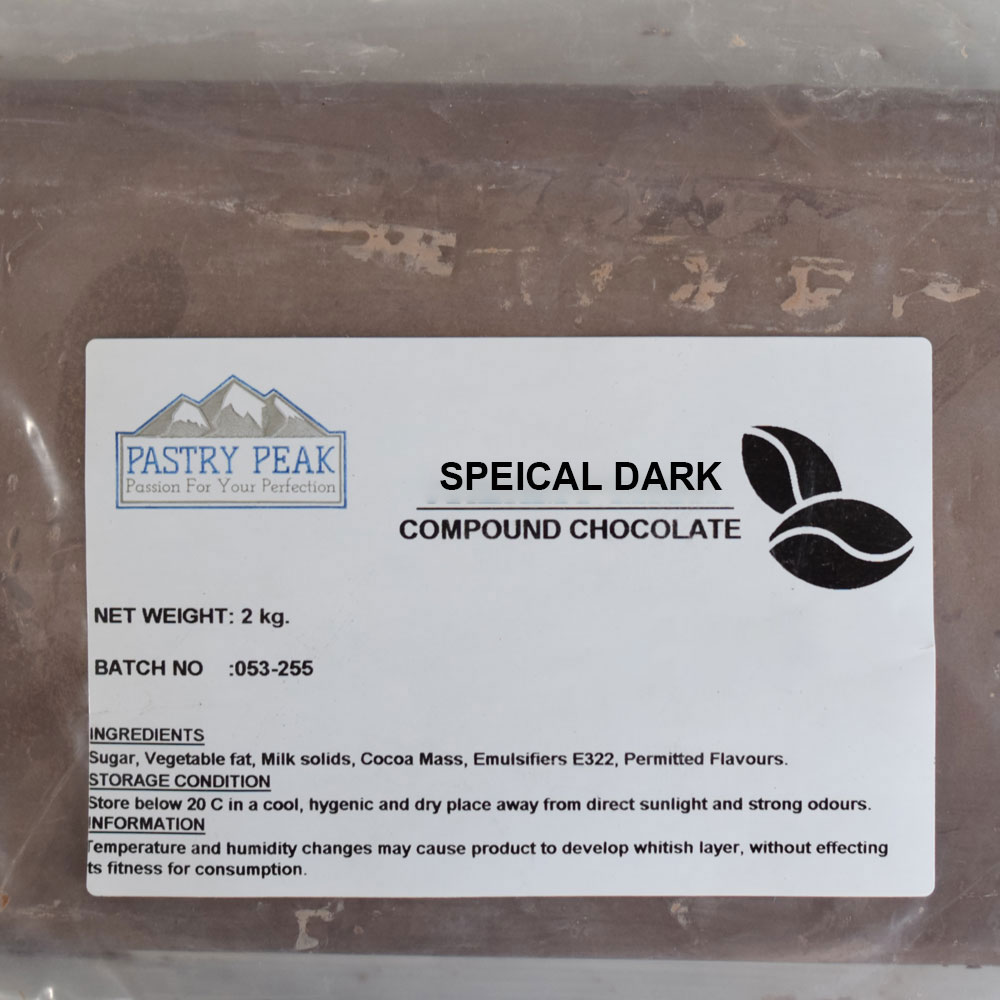 PASTRY PEAK
Passion For Your Perfection
SPEICAL DARK
COMPOUND CHOCOLATE
NET WEIGHT: 2 kg.
BATCH NO :053-255
INGREDIENTS
Sugar, Vegetable fat, Milk solids, Cocoa Mass, Emulsifiers E322, Permitted Flavours.
STORAGE CONDITION
Store below 20 C in a cool, hygenic and dry place away from direct sunlight and strong odours.
INFORMATION
Temperature and humidity changes may cause product to develop whitish layer, without effecting
ts fitness for consumption.